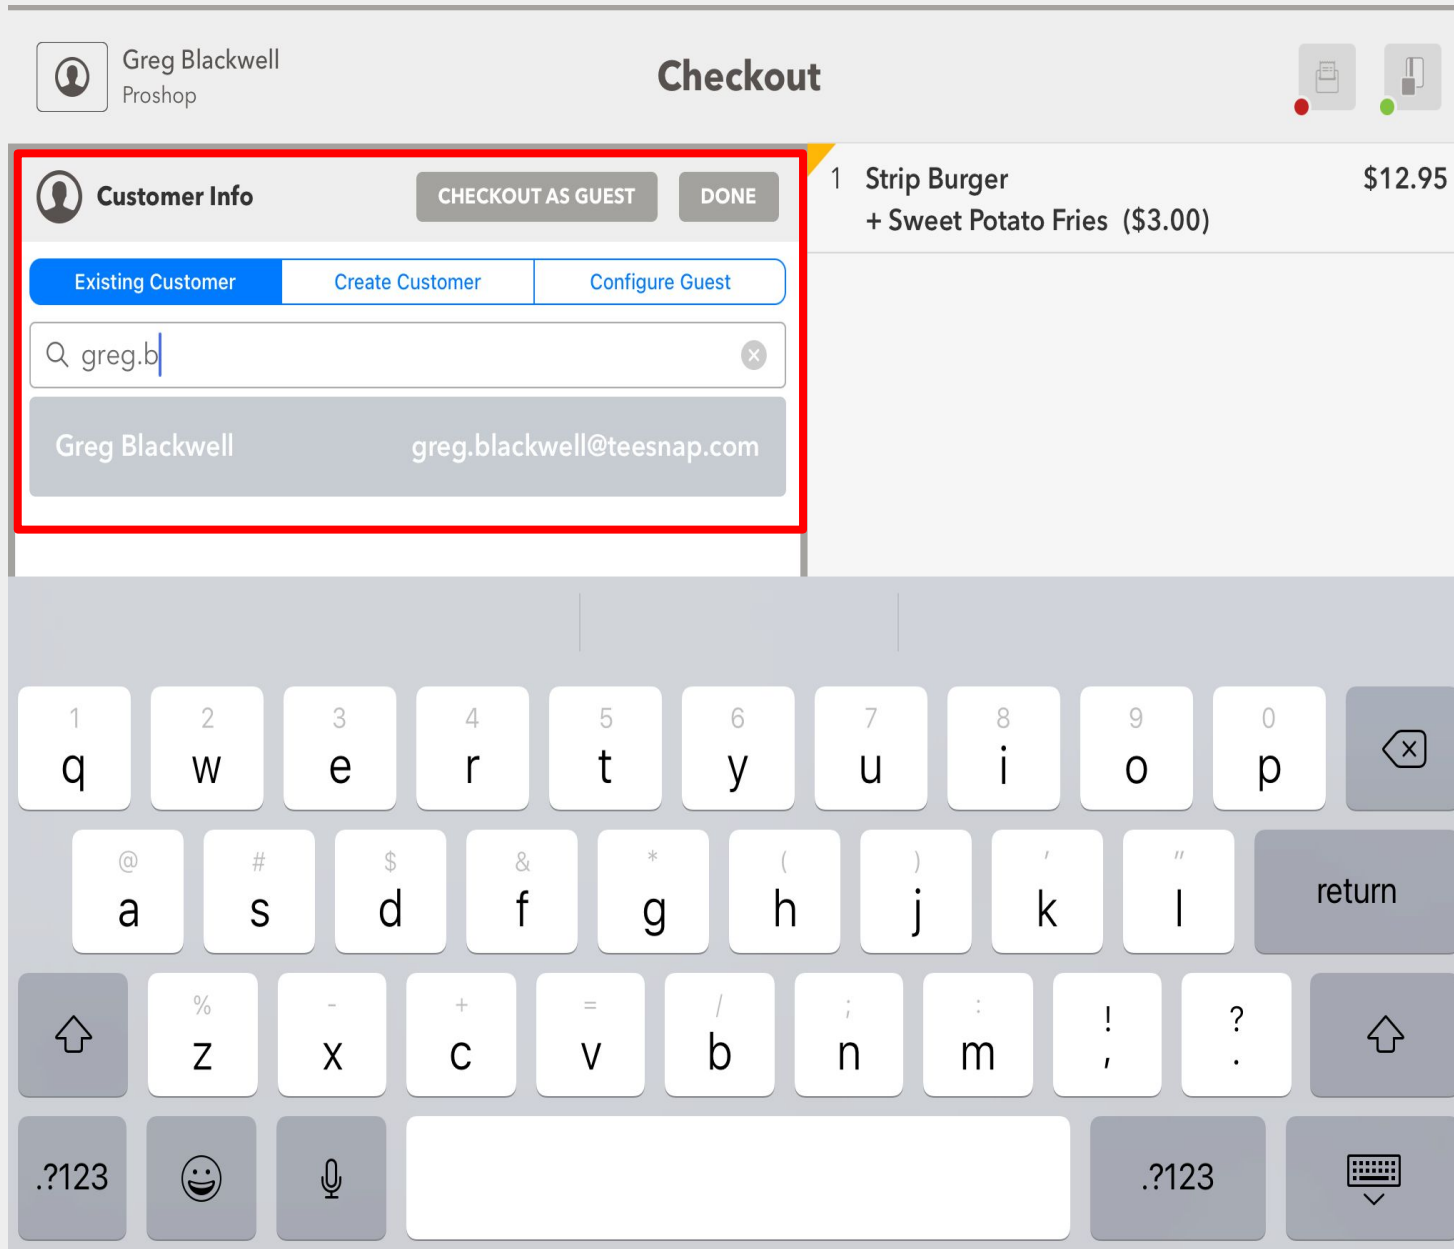 Greg Blackwell
Proshop
Checkout
Customer Info
CHECKOUT AS GUEST
DONE
Existing Customer
Create Customer
Configure Guest
greg.b
Greg Blackwell
greg.blackwell@teesnap.com
1 Strip Burger $12.95
+ Sweet Potato Fries ($3.00)
1 2 3 4 5 6 7 8 9 0
q w e r t y u i o p
@ # $ & * ( ) ' "
a s d f g h j k l return
% - + = / ; : ! ?
z x c v b n m , .
.?123 .?123